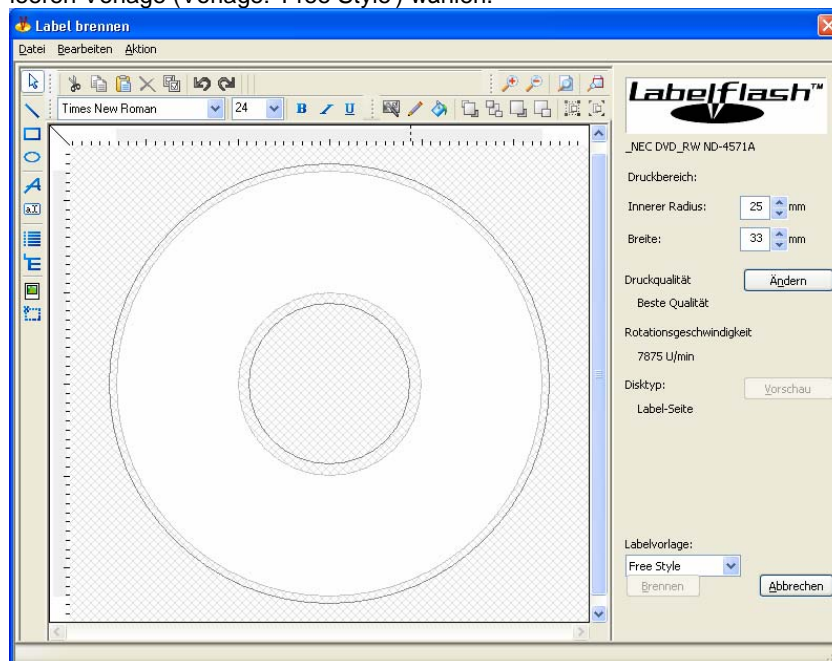 leeren Vorlage (Vorlage: 'Free Style') wählen.
Label brennen
Datei Bearbeiten Aktion
Times New Roman 24 B I U
Labelflash™
_NEC DVD_RW ND-4571A
Druckbereich:
Innerer Radius: 25 mm
Breite: 33 mm
Druckqualität Ändern
Beste Qualität
Rotationsgeschwindigkeit
7875 U/min
Disktyp: Vorschau
Label-Seite
Labelvorlage:
Free Style
Brennen Abbrechen